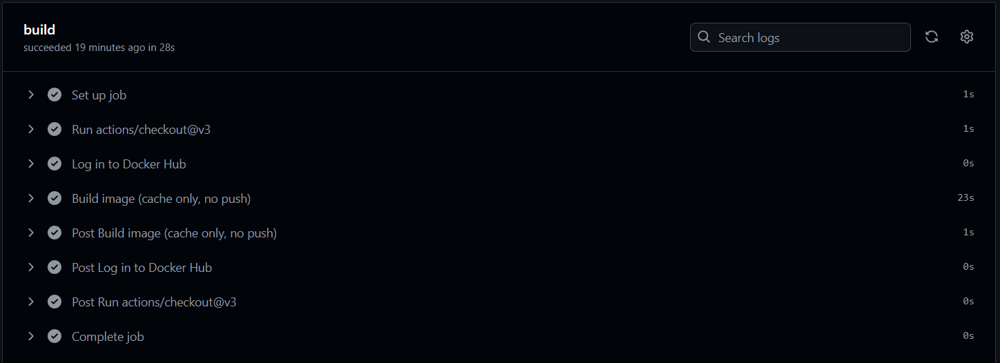 build
succeeded 19 minutes ago in 28s
Search logs
Set up job 1s
Run actions/checkout@v3 1s
Log in to Docker Hub 0s
Build image (cache only, no push) 23s
Post Build image (cache only, no push) 1s
Post Log in to Docker Hub 0s
Post Run actions/checkout@v3 0s
Complete job 0s